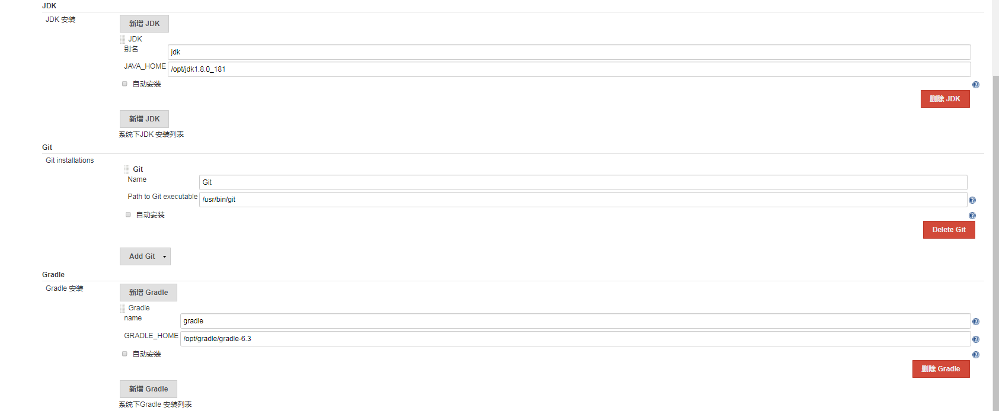 JDK
JDK 安装
新增 JDK
JDK
别名
jdk
JAVA_HOME
/opt/jdk1.8.0_181
自动安装
删除 JDK
新增 JDK
系统下JDK 安装列表
Git
Git installations
Git
Name
Git
Path to Git executable
/usr/bin/git
自动安装
Delete Git
Add Git
Gradle
Gradle 安装
新增 Gradle
Gradle
name
gradle
GRADLE_HOME
/opt/gradle/gradle-6.3
自动安装
删除 Gradle
新增 Gradle
系统下Gradle 安装列表